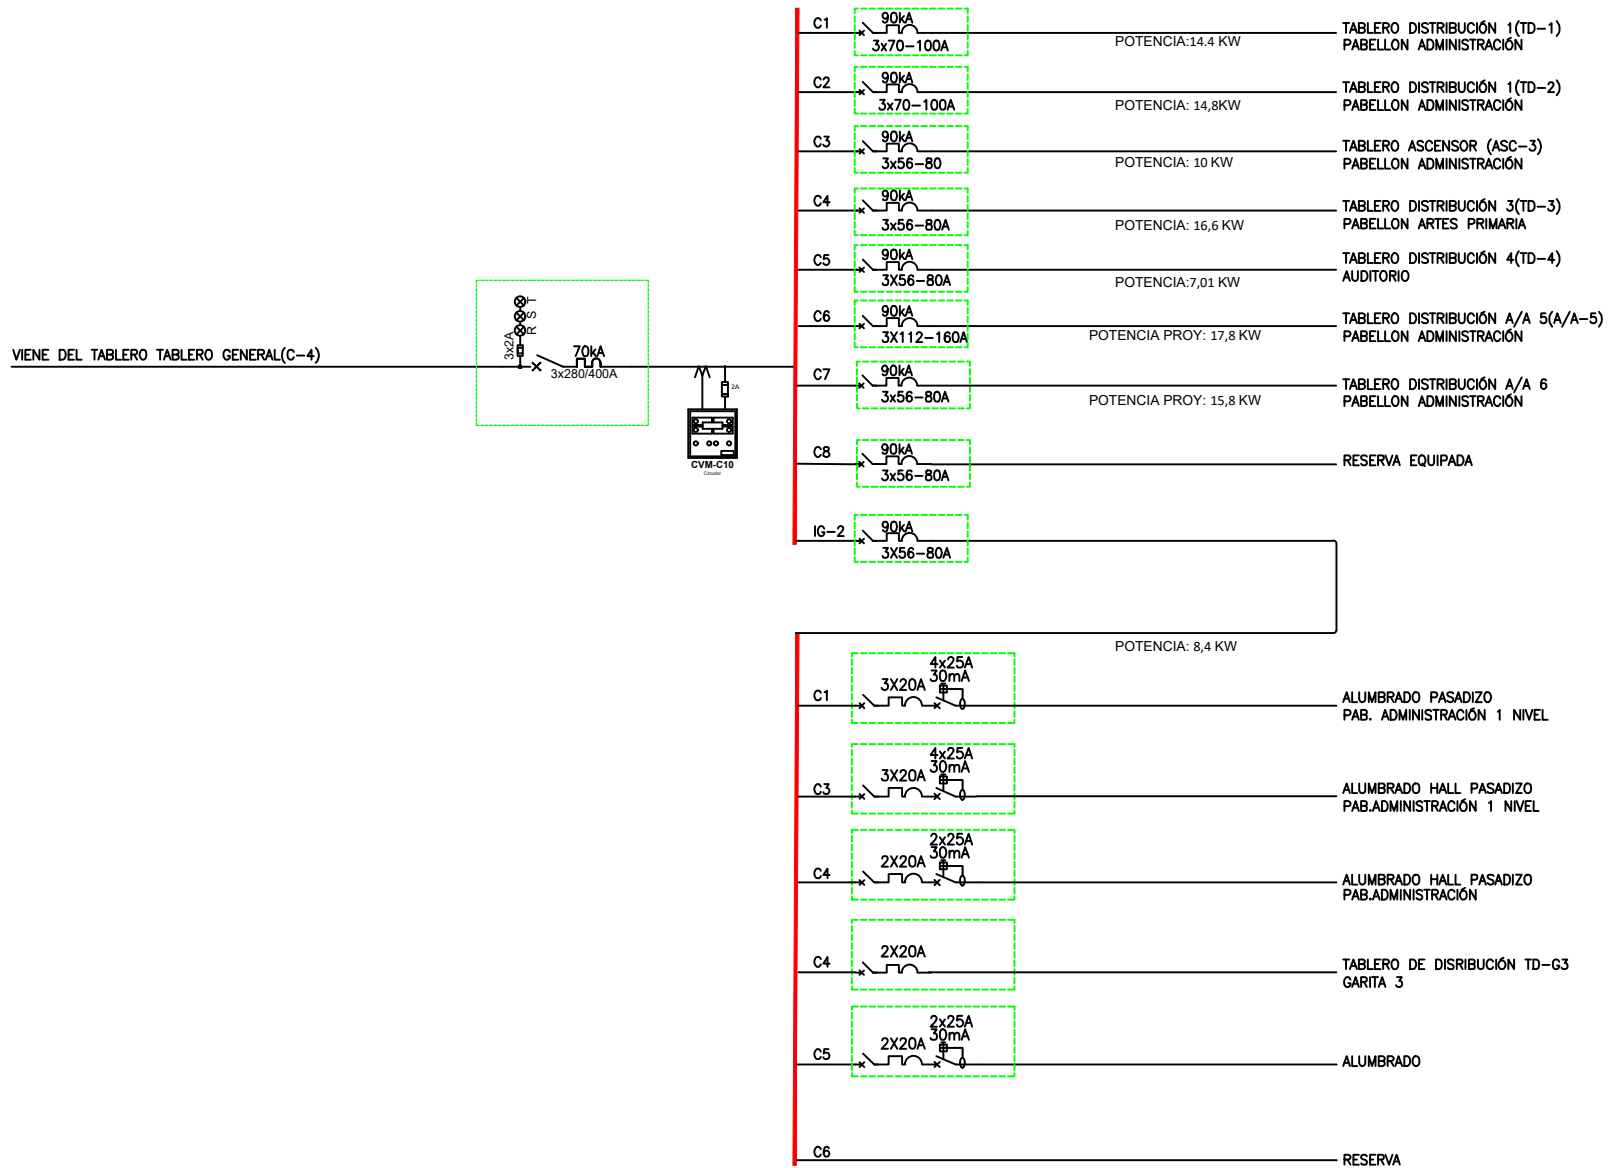 VIENE DEL TABLERO TABLERO GENERAL(C-4)
R S T
3x2A
70kA
3x280/400A
2A
CVM-C10
Circutor
C1
90kA
3x70-100A
POTENCIA:14.4 KW
TABLERO DISTRIBUCIÓN 1(TD-1)
PABELLON ADMINISTRACIÓN
C2
90kA
3x70-100A
POTENCIA: 14,8KW
TABLERO DISTRIBUCIÓN 1(TD-2)
PABELLON ADMINISTRACIÓN
C3
90kA
3x56-80
POTENCIA: 10 KW
TABLERO ASCENSOR (ASC-3)
PABELLON ADMINISTRACIÓN
C4
90kA
3x56-80A
POTENCIA: 16,6 KW
TABLERO DISTRIBUCIÓN 3(TD-3)
PABELLON ARTES PRIMARIA
C5
90kA
3X56-80A
POTENCIA:7,01 KW
TABLERO DISTRIBUCIÓN 4(TD-4)
AUDITORIO
C6
90kA
3X112-160A
POTENCIA PROY: 17,8 KW
TABLERO DISTRIBUCIÓN A/A 5(A/A-5)
PABELLON ADMINISTRACIÓN
C7
90kA
3x56-80A
POTENCIA PROY: 15,8 KW
TABLERO DISTRIBUCIÓN A/A 6
PABELLON ADMINISTRACIÓN
C8
90kA
3x56-80A
RESERVA EQUIPADA
IG-2
90kA
3X56-80A
POTENCIA: 8,4 KW
C1
3X20A
4x25A
30mA
ALUMBRADO PASADIZO
PAB. ADMINISTRACIÓN 1 NIVEL
C3
3X20A
4x25A
30mA
ALUMBRADO HALL PASADIZO
PAB.ADMINISTRACIÓN 1 NIVEL
C4
2X20A
2x25A
30mA
ALUMBRADO HALL PASADIZO
PAB.ADMINISTRACIÓN
C4
2X20A
TABLERO DE DISRIBUCIÓN TD-G3
GARITA 3
C5
2X20A
2x25A
30mA
ALUMBRADO
C6
RESERVA